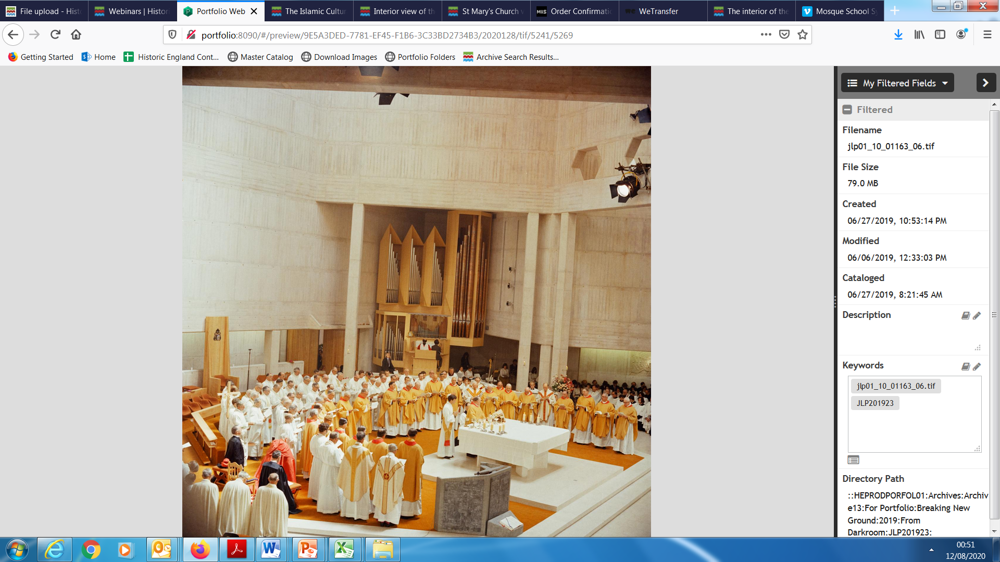 File upload - Hist
Webinars | Histor
Portfolio Web
The Islamic Cultur
Interior view of th
St Mary's Church w
M&S Order Confirmatio
we WeTransfer
The interior of the
Mosque School Sy
portfolio:8090/#/preview/9E5A3DED-7781-EF45-F1B6-3C33BD2734B3/2020128/tif/5241/5269
Getting Started
Home
Historic England Cont...
Master Catalog
Download Images
Portfolio Folders
Archive Search Results...
My Filtered Fields
Filtered
Filename
jlp01_10_01163_06.tif
File Size
79.0 MB
Created
06/27/2019, 10:53:14 PM
Modified
06/06/2019, 12:33:03 PM
Cataloged
06/27/2019, 8:21:45 AM
Description
Keywords
jlp01_10_01163_06.tif
JLP201923
Directory Path
::HEPRODPORFOL01:Archives:Archiv
e13:For Portfolio:Breaking New
Ground:2019:From
Darkroom:JLP201923:
00:51
12/08/2020